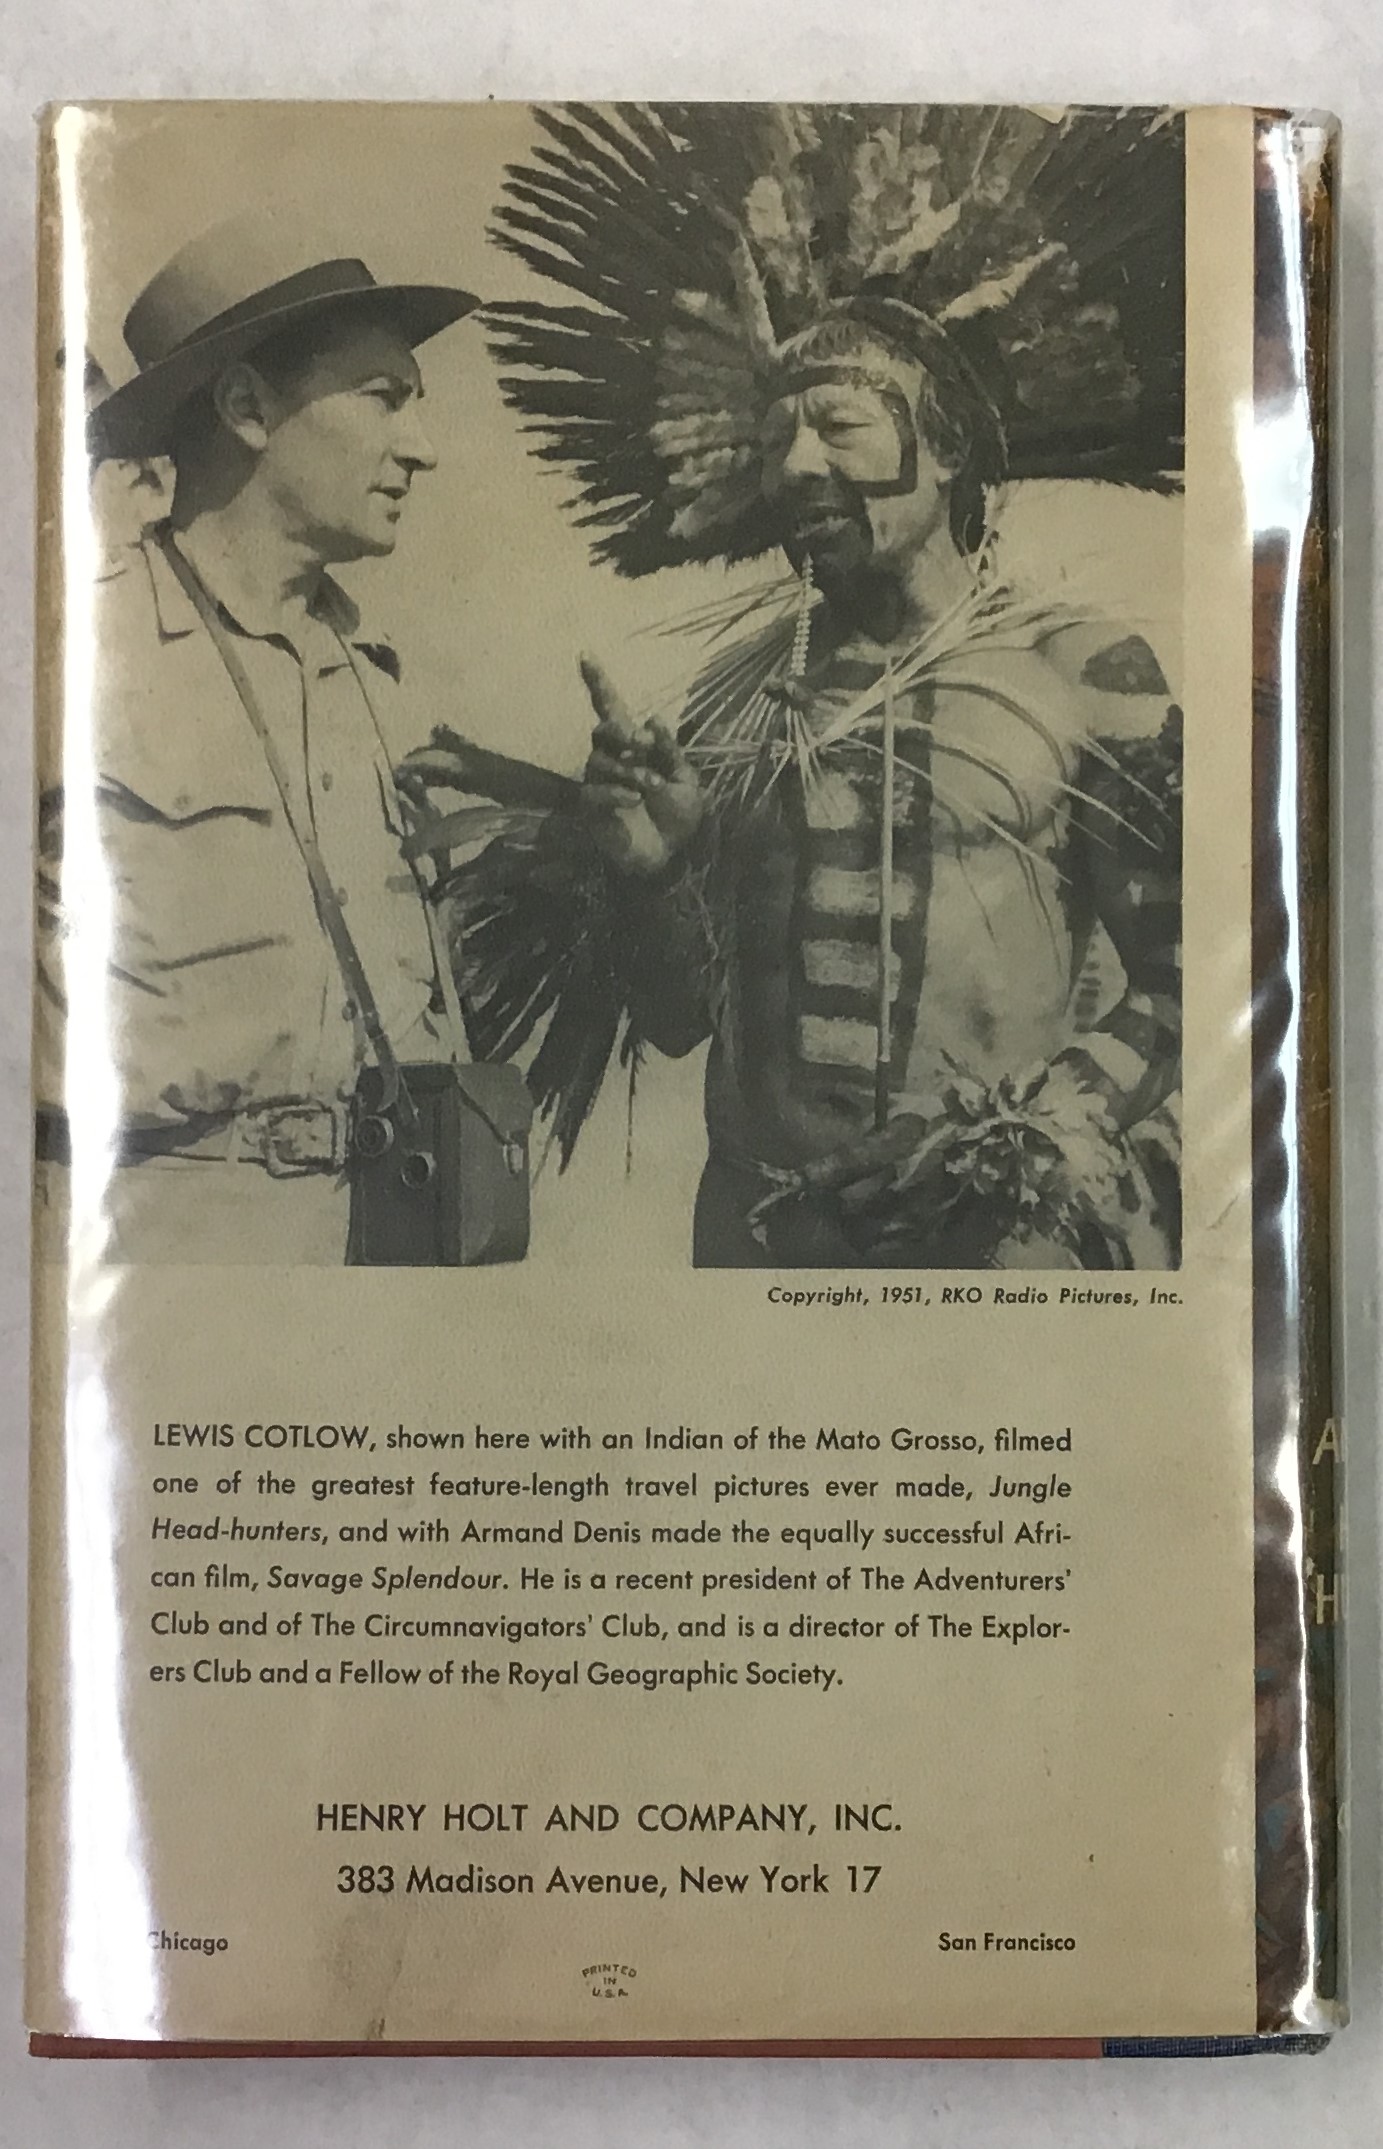 Copyright, 1951, RKO Radio Pictures, Inc.
LEWIS COTLOW, shown here with an Indian of the Mato Grosso, filmed
one of the greatest feature-length travel pictures ever made, Jungle
Head-hunters, and with Armand Denis made the equally successful Afri-
can film, Savage Splendour. He is a recent president of The Adventurers'
Club and of The Circumnavigators' Club, and is a director of The Explor-
ers Club and a Fellow of the Royal Geographic Society.
HENRY HOLT AND COMPANY, INC.
383 Madison Avenue, New York 17
Chicago San Francisco
PRINTED
IN
U.S.A.